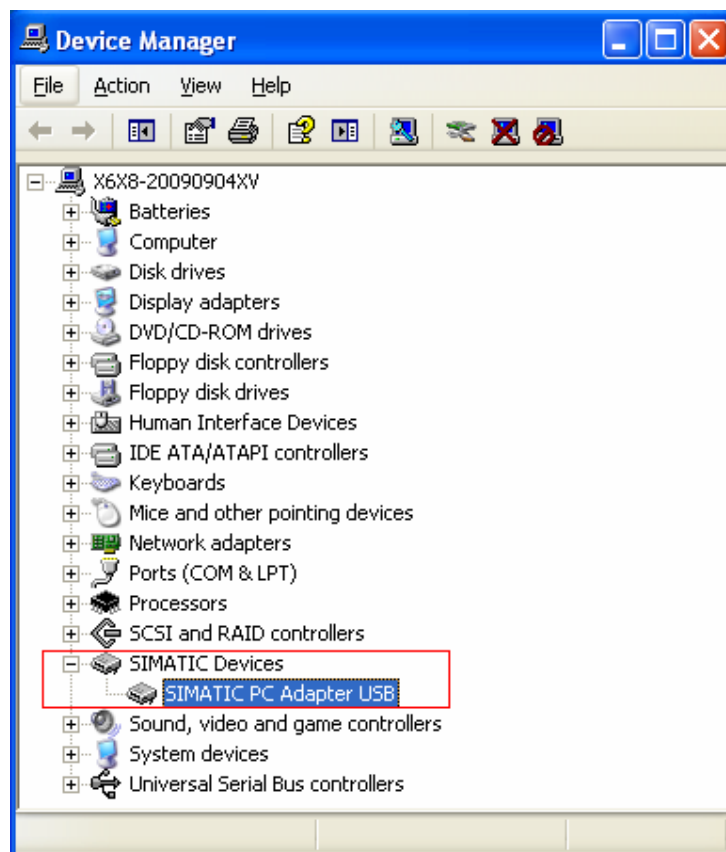 Device Manager
File Action View Help
X6X8-20090904XV
Batteries
Computer
Disk drives
Display adapters
DVD/CD-ROM drives
Floppy disk controllers
Floppy disk drives
Human Interface Devices
IDE ATA/ATAPI controllers
Keyboards
Mice and other pointing devices
Network adapters
Ports (COM & LPT)
Processors
SCSI and RAID controllers
SIMATIC Devices
SIMATIC PC Adapter USB
Sound, video and game controllers
System devices
Universal Serial Bus controllers